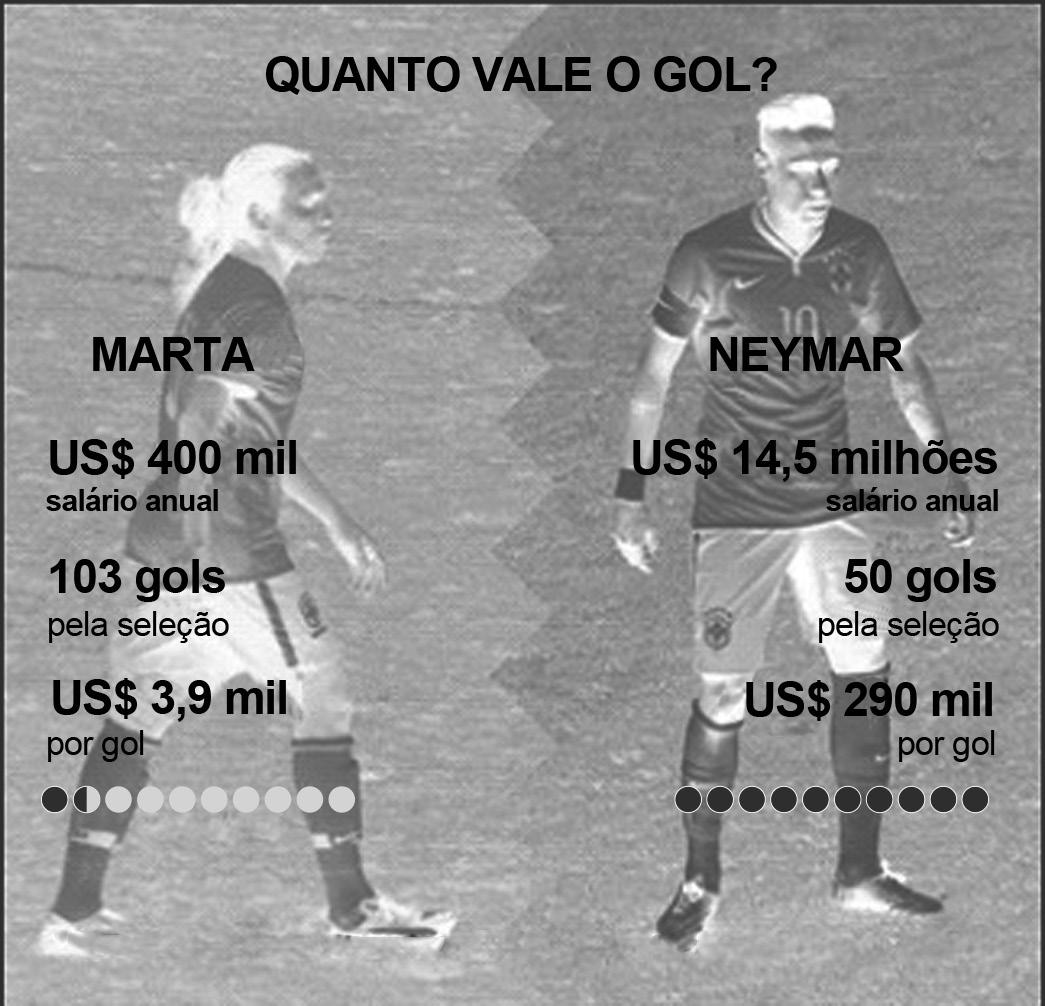 QUANTO VALE O GOL?
MARTA
US$ 400 mil
salário anual
103 gols
pela seleção
US$ 3,9 mil
por gol
NEYMAR
US$ 14,5 milhões
salário anual
50 gols
pela seleção
US$ 290 mil
por gol
10